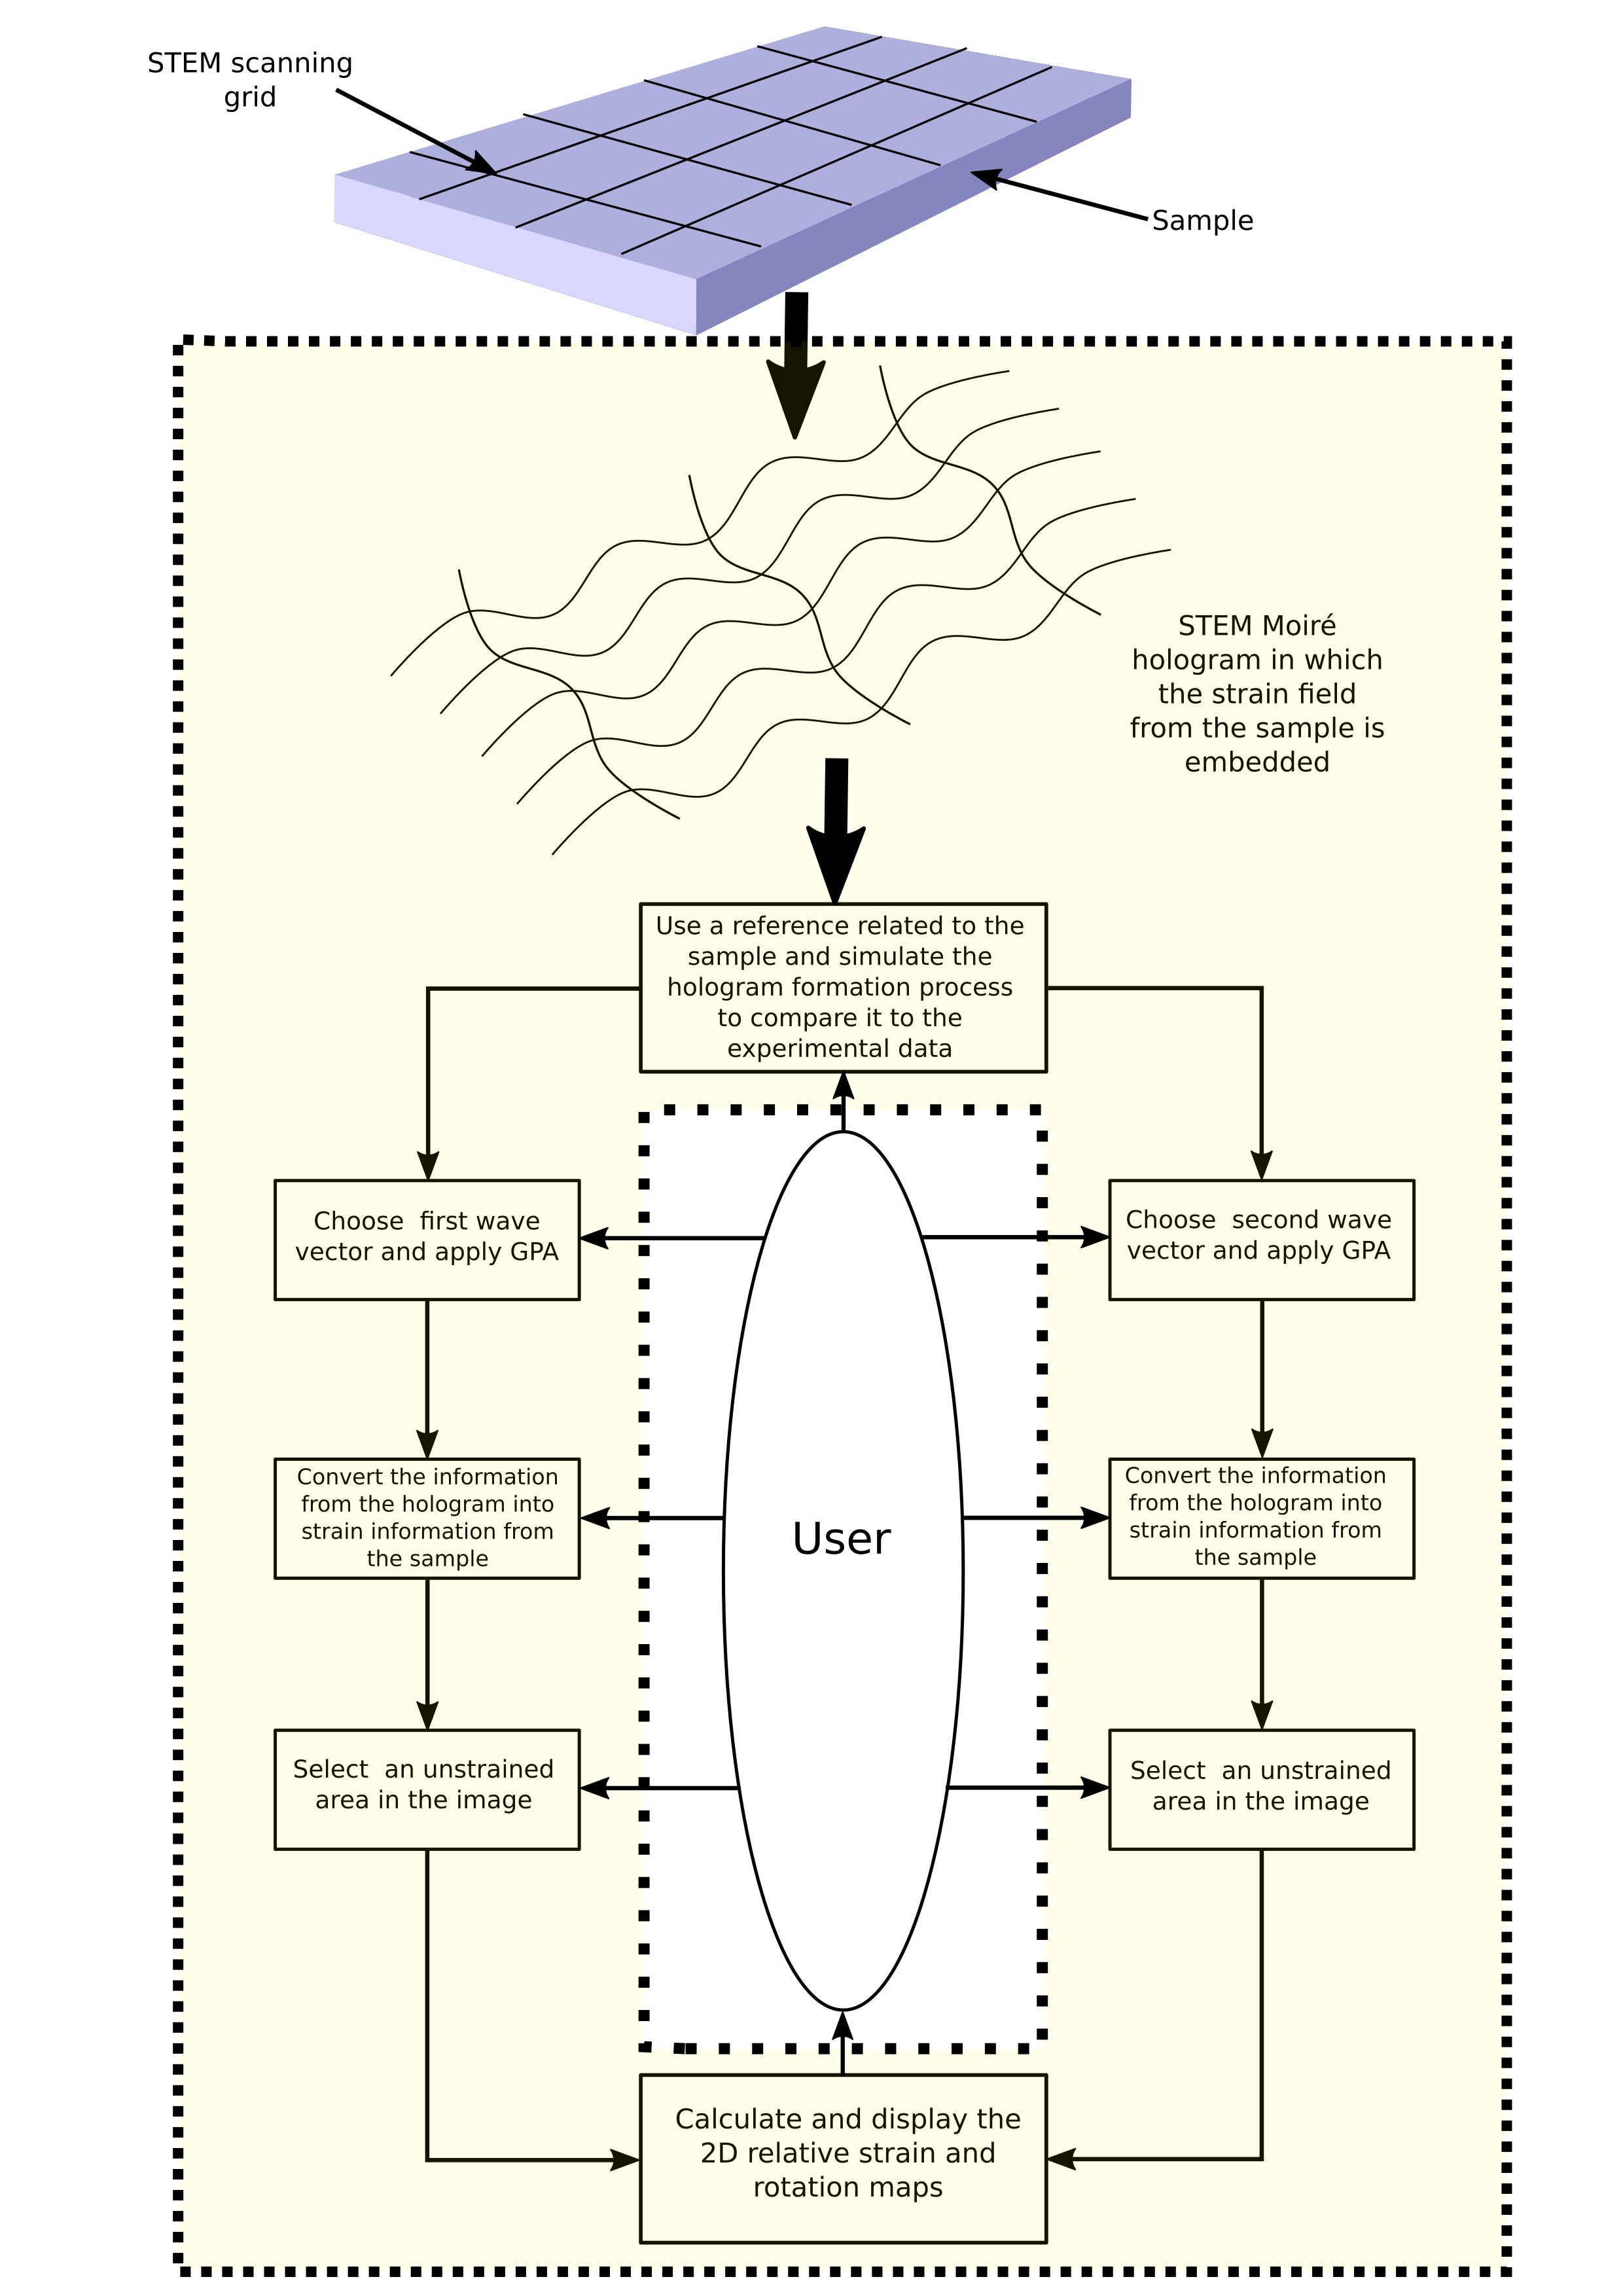 STEM scanning
grid
Sample
STEM Moiré
hologram in which
the strain field
from the sample is
embedded
Use a reference related to the
sample and simulate the
hologram formation process
to compare it to the
experimental data
Choose  first wave
vector and apply GPA
Choose  second wave
vector and apply GPA
Convert the information
from the hologram into
strain information from
the sample
User
Convert the information
from the hologram into
strain information from
the sample
Select  an unstrained
area in the image
Select  an unstrained
area in the image
Calculate and display the
2D relative strain and
rotation maps